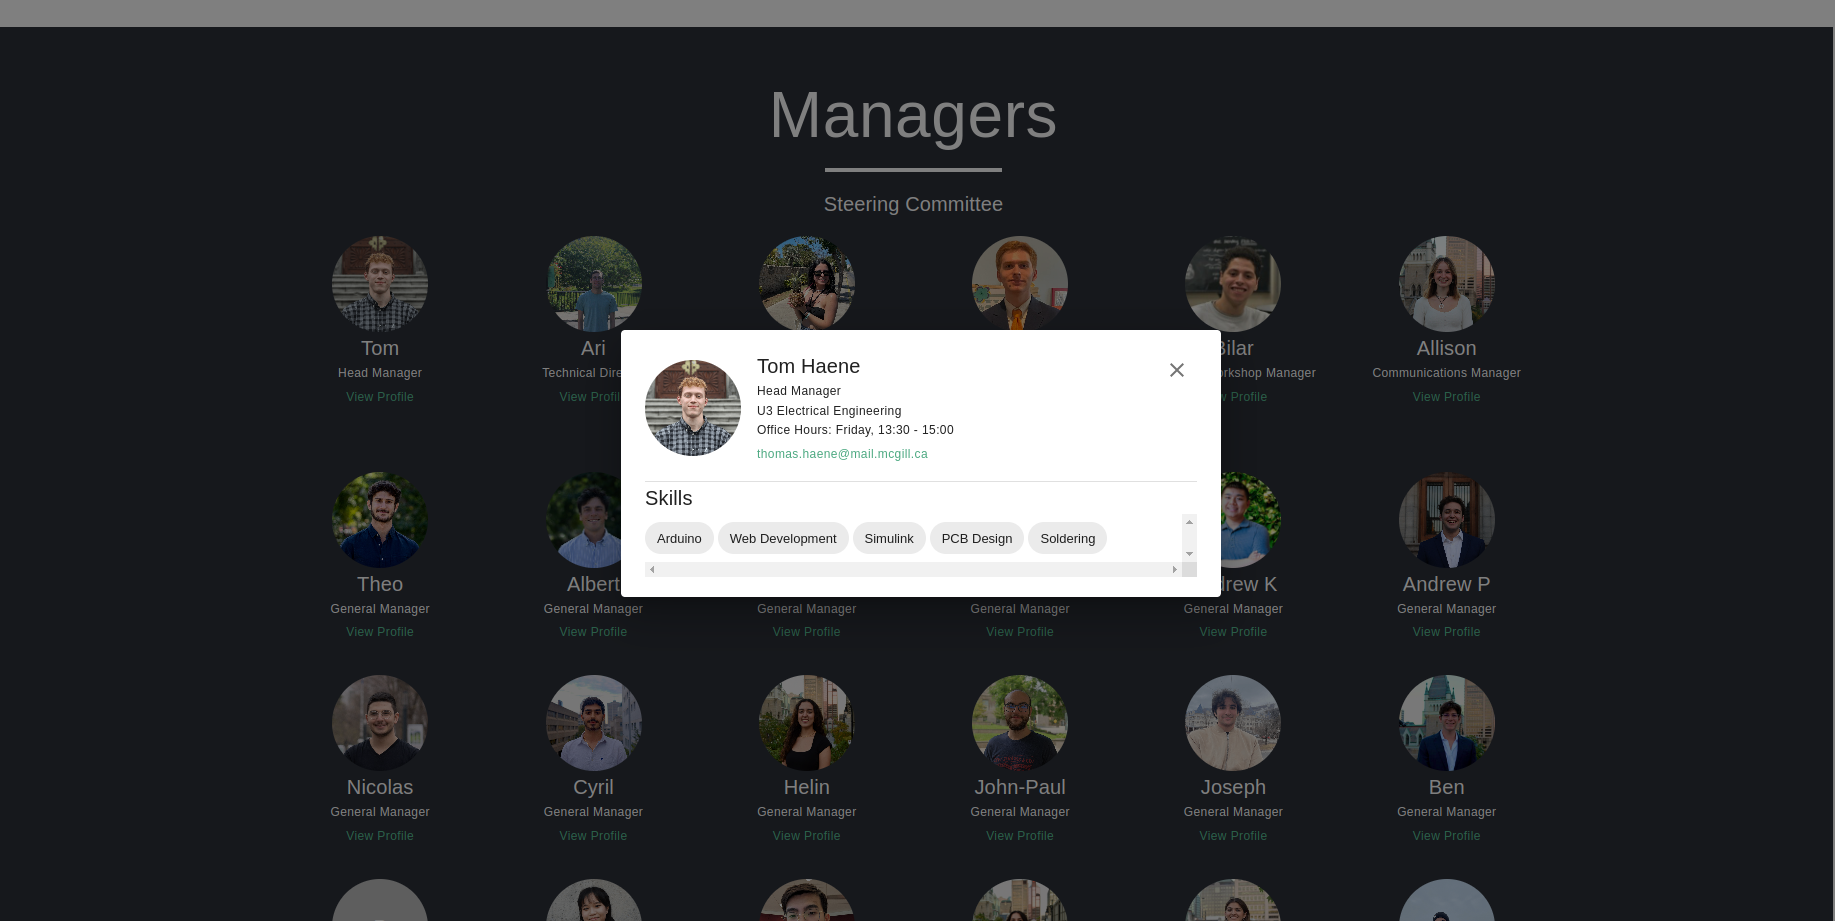 Managers
Steering Committee
Tom
Ari
Bilar
Allison
Head Manager
Technical Dire
orkshop Manager
Communications Manager
View Profile
View Profil
w Profile
View Profile
Tom Haene
Head Manager
U3 Electrical Engineering
Office Hours: Friday, 13:30 - 15:00
thomas.haene@mail.mcgill.ca
Skills
Arduino Web Development Simulink PCB Design Soldering
Theo
Albert
drew K
Andrew P
General Manager
General Manager
General Manager
General Manager
General Manager
General Manager
View Profile
View Profile
View Profile
View Profile
View Profile
View Profile
Nicolas
Cyril
Helin
John-Paul
Joseph
Ben
General Manager
General Manager
General Manager
General Manager
General Manager
General Manager
View Profile
View Profile
View Profile
View Profile
View Profile
View Profile